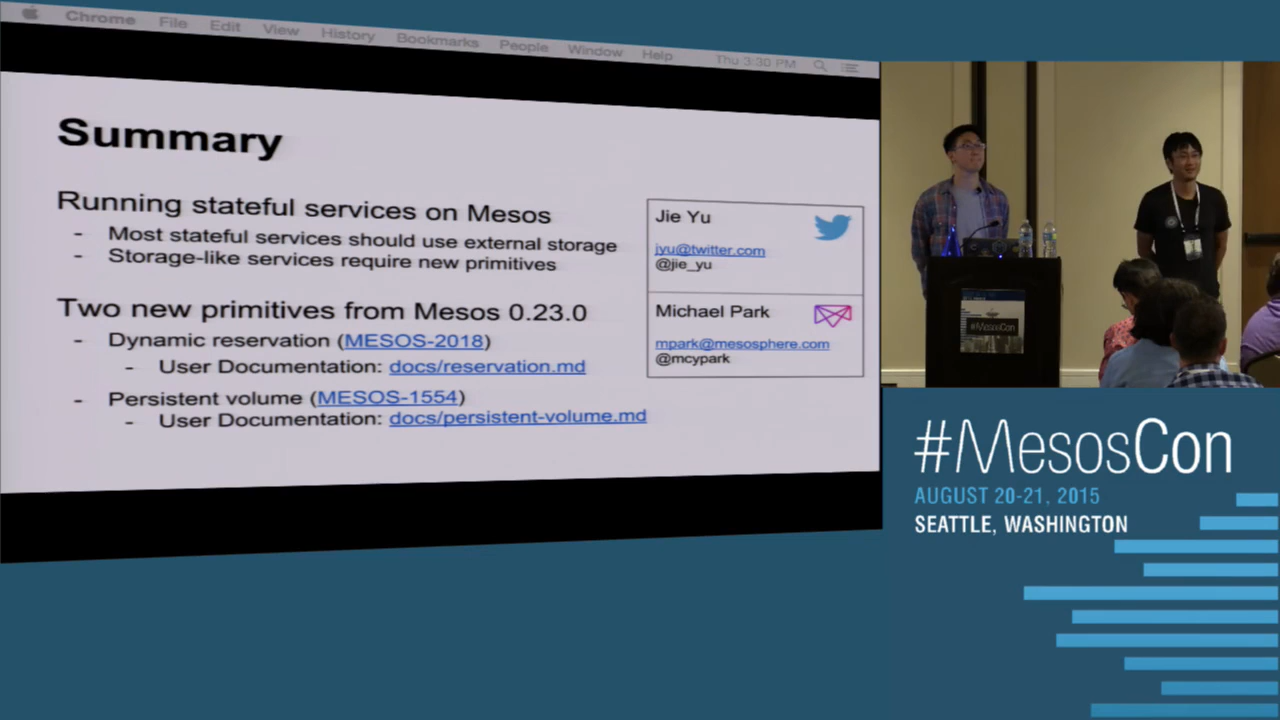 Chrome File Edit View History Bookmarks People Window Help Thu 3:30 PM
Summary
Running stateful services on Mesos
- Most stateful services should use external storage
- Storage-like services require new primitives
Two new primitives from Mesos 0.23.0
- Dynamic reservation (MESOS-2018)
- User Documentation: docs/reservation.md
- Persistent volume (MESOS-1554)
- User Documentation: docs/persistent-volume.md
Jie Yu
jyu@twitter.com
@jie_yu
Michael Park
mpark@mesosphere.com
@mcypark
#MesosCon
#MesosCon
AUGUST 20-21, 2015
SEATTLE, WASHINGTON